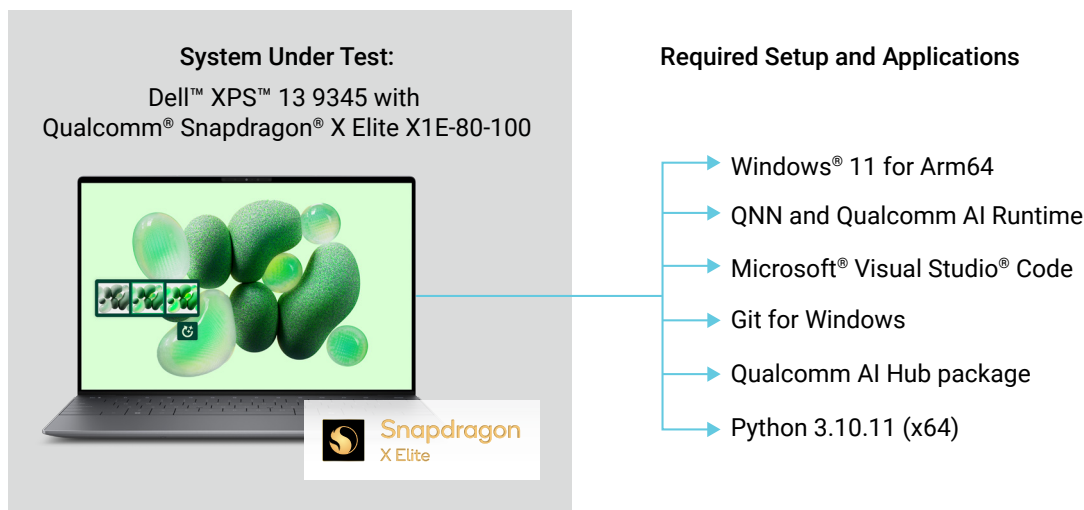 System Under Test:
Dell™ XPS™ 13 9345 with
Qualcomm® Snapdragon® X Elite X1E-80-100
Snapdragon
X Elite
Required Setup and Applications
Windows® 11 for Arm64
QNN and Qualcomm AI Runtime
Microsoft® Visual Studio® Code
Git for Windows
Qualcomm AI Hub package
Python 3.10.11 (x64)